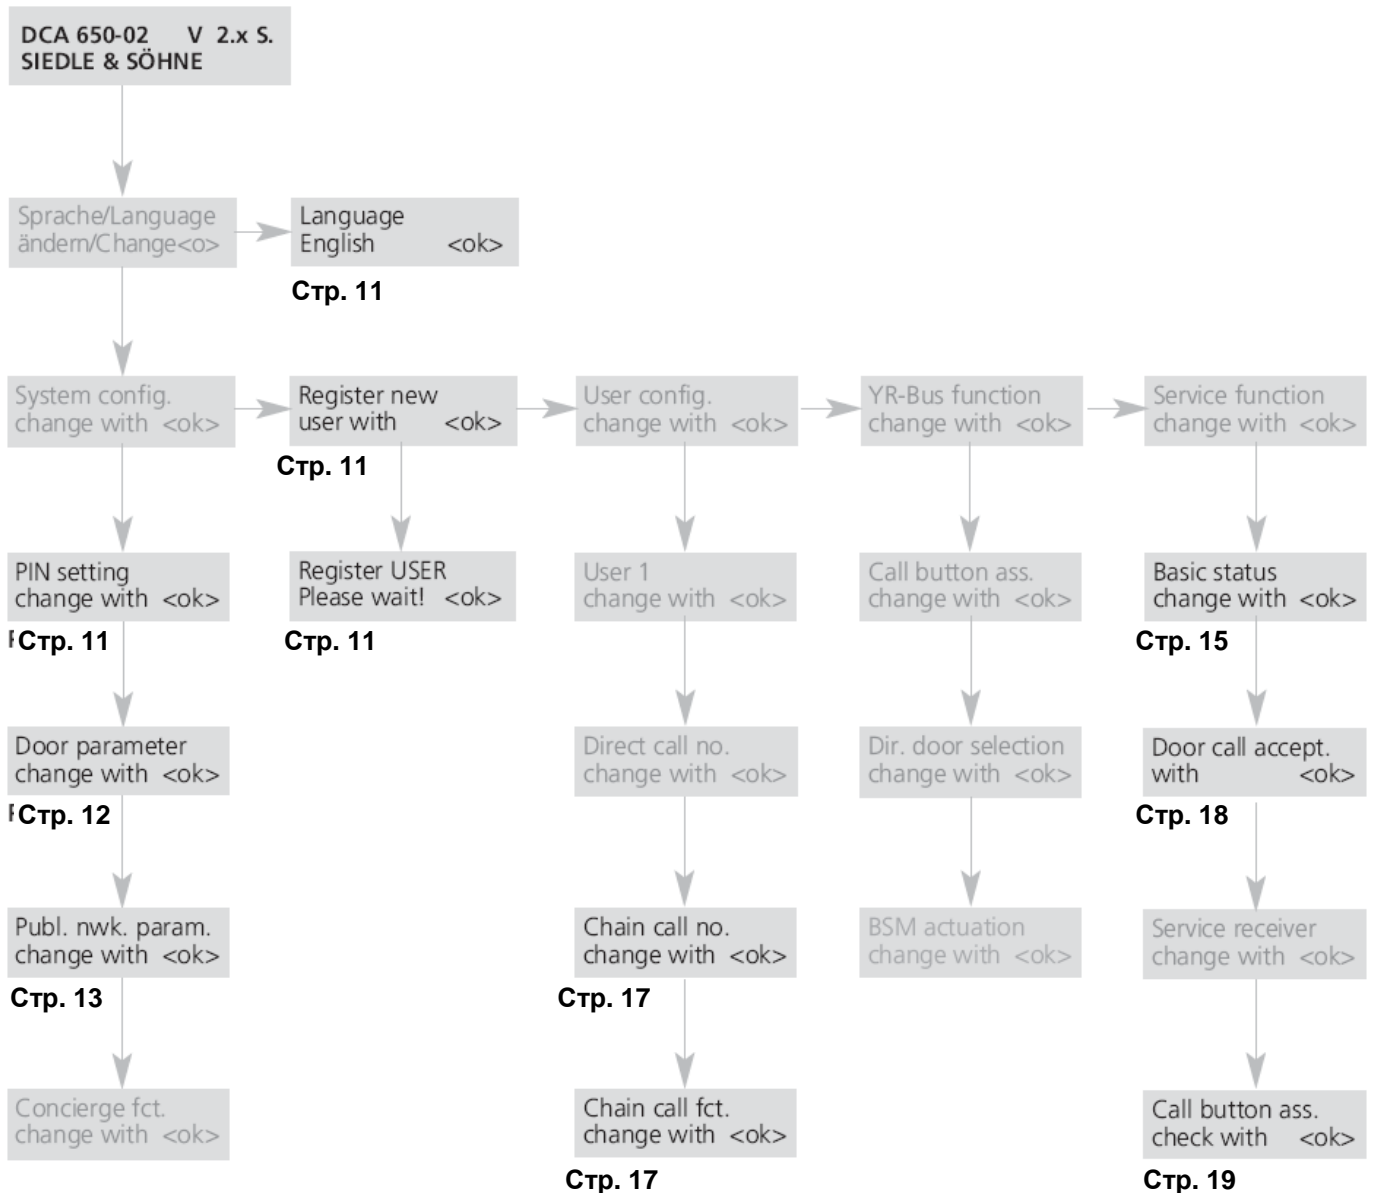 DCA 650-02 V 2.x S.
SIEDLE & SÖHNE
Sprache/Language
ändern/Change<o>
Language
English <ok>
Стр. 11
System config.
change with <ok>
Register new
user with <ok>
Стр. 11
User config.
change with <ok>
YR-Bus function
change with <ok>
Service function
change with <ok>
PIN setting
change with <ok>
Стр. 11
Register USER
Please wait! <ok>
Стр. 11
User 1
change with <ok>
Call button ass.
change with <ok>
Basic status
change with <ok>
Стр. 15
Door parameter
change with <ok>
Стр. 12
Direct call no.
change with <ok>
Dir. door selection
change with <ok>
Door call accept.
with <ok>
Стр. 18
Publ. nwk. param.
change with <ok>
Стр. 13
Chain call no.
change with <ok>
Стр. 17
BSM actuation
change with <ok>
Service receiver
change with <ok>
Concierge fct.
change with <ok>
Chain call fct.
change with <ok>
Стр. 17
Call button ass.
check with <ok>
Стр. 19